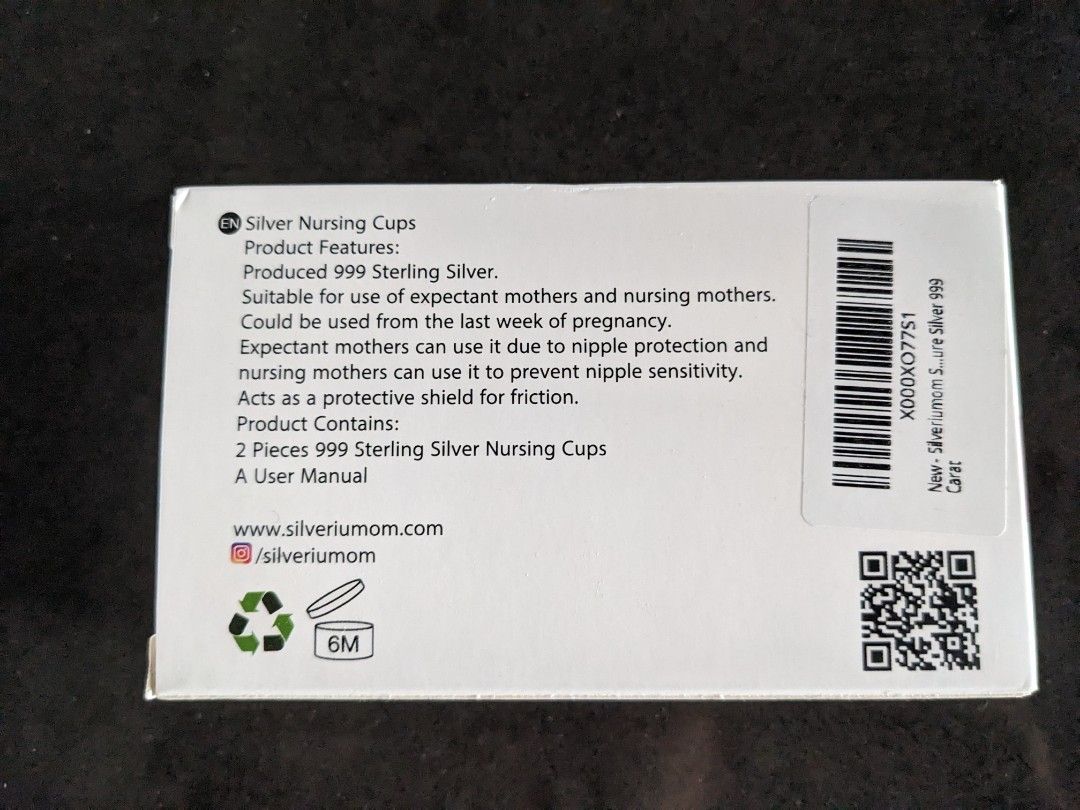 EN Silver Nursing Cups
Product Features:
Produced 999 Sterling Silver.
Suitable for use of expectant mothers and nursing mothers.
Could be used from the last week of pregnancy.
Expectant mothers can use it due to nipple protection and
nursing mothers can use it to prevent nipple sensitivity.
Acts as a protective shield for friction.
Product Contains:
2 Pieces 999 Sterling Silver Nursing Cups
A User Manual
www.silveriumom.com
/silveriumom
6M
X000XO77S1
New - Silveriumom S...ure Silver 999
Carat